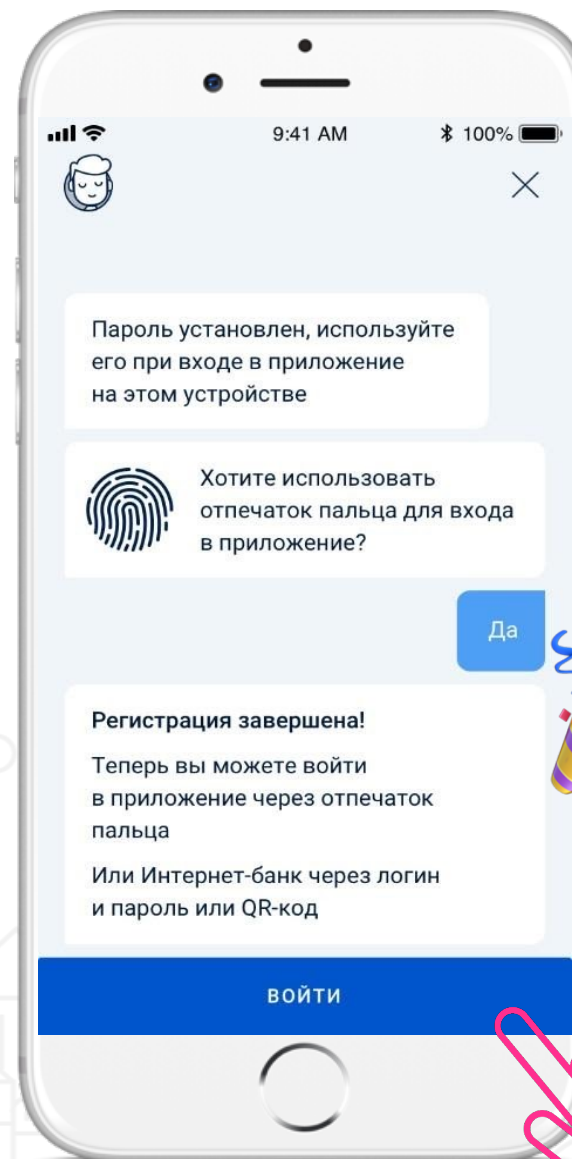 9:41 AM
100%
Пароль установлен, используйте
его при входе в приложение
на этом устройстве
Хотите использовать
отпечаток пальца для входа
в приложение?
Да
Регистрация завершена!
Теперь вы можете войти
в приложение через отпечаток
пальца
Или Интернет-банк через логин
и пароль или QR-код
ВОЙТИ